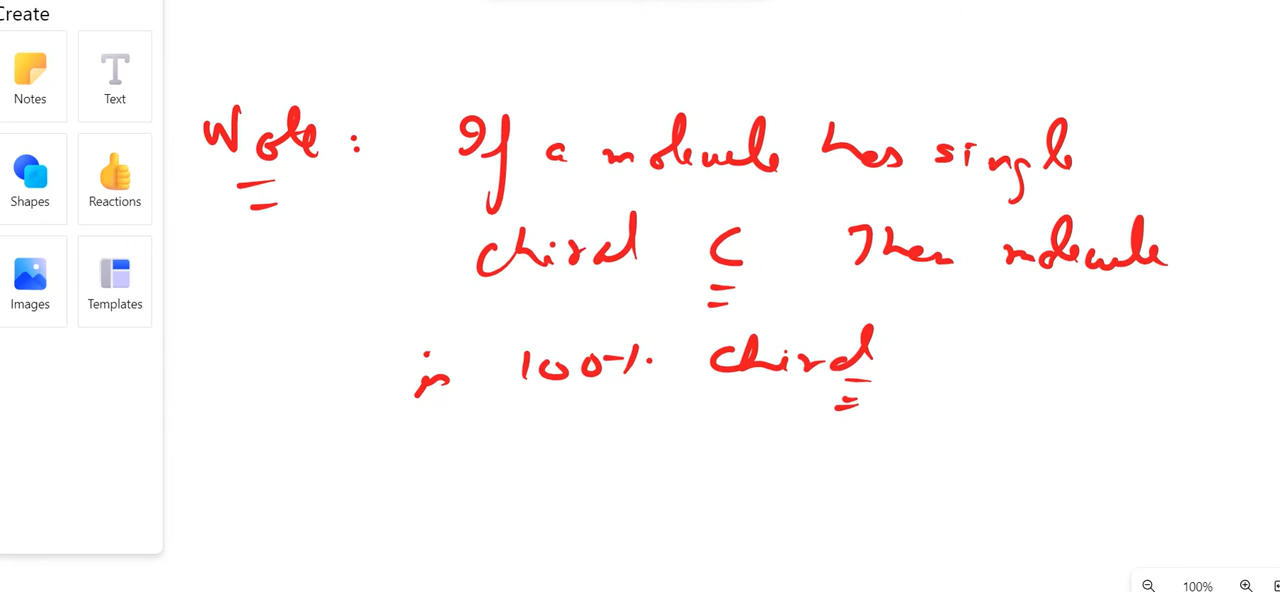 Create
Notes Text
Shapes Reactions
Images Templates
Note: If a molecule has single
chiral C Then molecule
is 100% chiral
100%